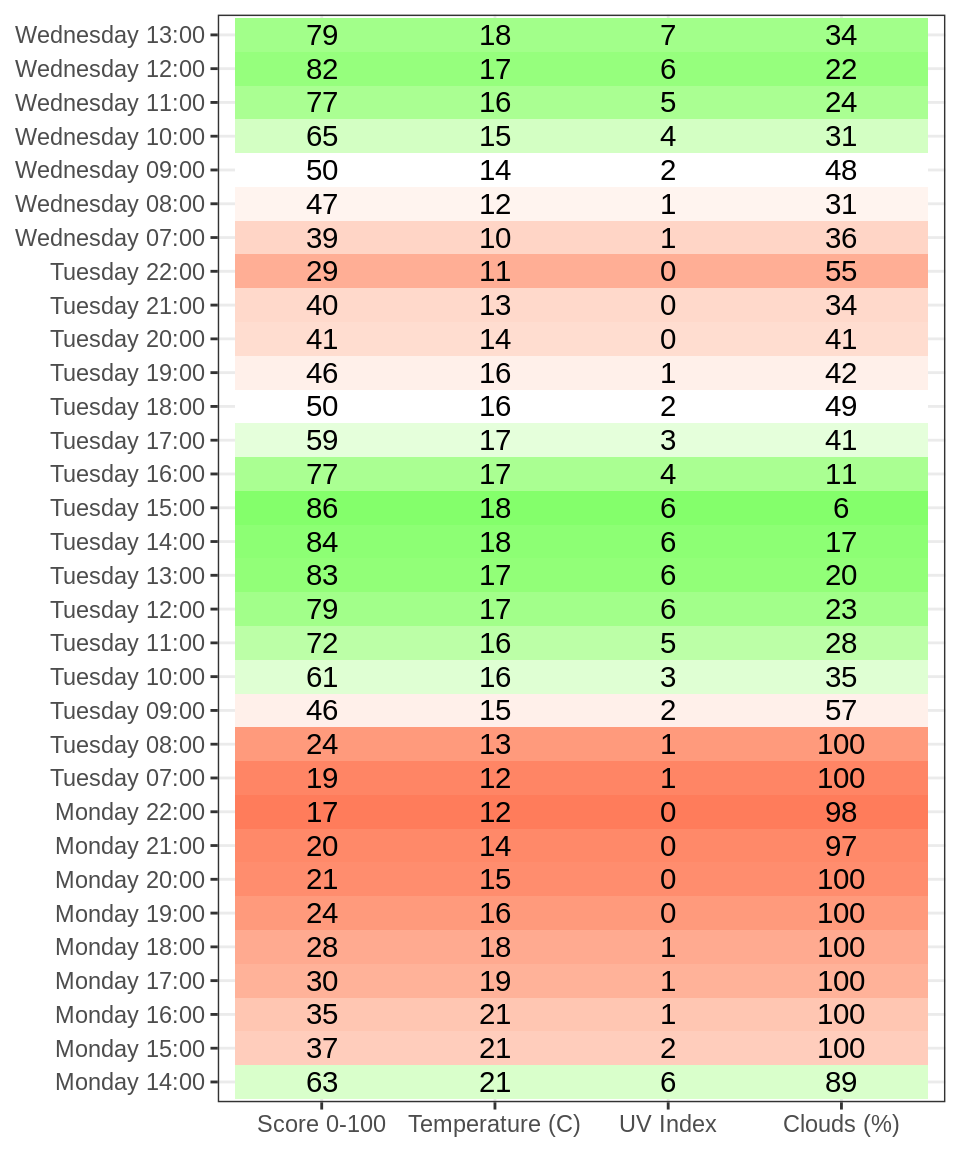 Wednesday 13:00 79 18 7 34
Wednesday 12:00 82 17 6 22
Wednesday 11:00 77 16 5 24
Wednesday 10:00 65 15 4 31
Wednesday 09:00 50 14 2 48
Wednesday 08:00 47 12 1 31
Wednesday 07:00 39 10 1 36
Tuesday 22:00 29 11 0 55
Tuesday 21:00 40 13 0 34
Tuesday 20:00 41 14 0 41
Tuesday 19:00 46 16 1 42
Tuesday 18:00 50 16 2 49
Tuesday 17:00 59 17 3 41
Tuesday 16:00 77 17 4 11
Tuesday 15:00 86 18 6 6
Tuesday 14:00 84 18 6 17
Tuesday 13:00 83 17 6 20
Tuesday 12:00 79 17 6 23
Tuesday 11:00 72 16 5 28
Tuesday 10:00 61 16 3 35
Tuesday 09:00 46 15 2 57
Tuesday 08:00 24 13 1 100
Tuesday 07:00 19 12 1 100
Monday 22:00 17 12 0 98
Monday 21:00 20 14 0 97
Monday 20:00 21 15 0 100
Monday 19:00 24 16 0 100
Monday 18:00 28 18 1 100
Monday 17:00 30 19 1 100
Monday 16:00 35 21 1 100
Monday 15:00 37 21 2 100
Monday 14:00 63 21 6 89
Score 0-100 Temperature (C) UV Index Clouds (%)